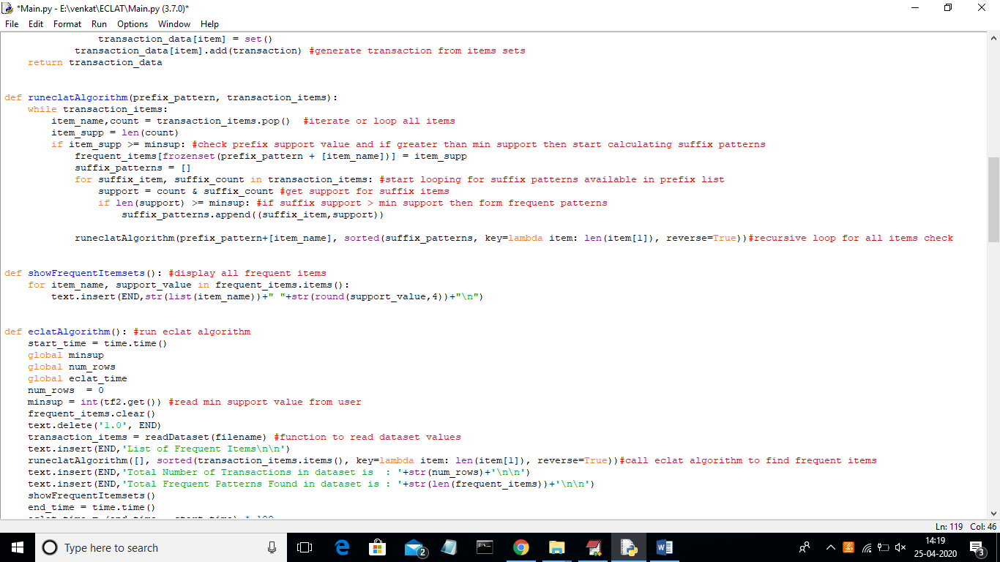 *Main.py - E:\venkat\ECLAT\Main.py (3.7.0)*
File Edit Format Run Options Window Help
                transaction_data[item] = set()
            transaction_data[item].add(transaction) #generate transaction from items sets
    return transaction_data
def runeclatAlgorithm(prefix_pattern, transaction_items):
    while transaction_items:
        item_name,count = transaction_items.pop()  #iterate or loop all items
        item_supp = len(count)
        if item_supp >= minsup: #check prefix support value and if greater than min support then start calculating suffix patterns
            frequent_items[frozenset(prefix_pattern + [item_name])] = item_supp
            suffix_patterns = []
            for suffix_item, suffix_count in transaction_items: #start looping for suffix patterns available in prefix list
                support = count & suffix_count #get support for suffix items
                if len(support) >= minsup: #if suffix support > min support then form frequent patterns
                    suffix_patterns.append((suffix_item,support))
            runeclatAlgorithm(prefix_pattern+[item_name], sorted(suffix_patterns, key=lambda item: len(item[1]), reverse=True))#recursive loop for all items check
def showFrequentItemsets(): #display all frequent items
    for item_name, support_value in frequent_items.items():
        text.insert(END,str(list(item_name))+" "+str(round(support_value,4))+"\n")
def eclatAlgorithm(): #run eclat algorithm
    start_time = time.time()
    global minsup
    global num_rows
    global eclat_time
    num_rows  = 0
    minsup = int(tf2.get()) #read min support value from user
    frequent_items.clear()
    text.delete('1.0', END)
    transaction_items = readDataset(filename) #function to read dataset values
    text.insert(END,'List of Frequent Items\n\n')
    runeclatAlgorithm([], sorted(transaction_items.items(), key=lambda item: len(item[1]), reverse=True))#call eclat algorithm to find frequent items
    text.insert(END,'Total Number of Transactions in dataset is  : '+str(num_rows)+'\n\n')
    text.insert(END,'Total Frequent Patterns Found in dataset is : '+str(len(frequent_items))+'\n\n')
    showFrequentItemsets()
    end_time = time.time()
    eclat_time = (end_time - start_time) * 100
Ln: 119 Col: 46
Type here to search
2
14:19
25-04-2020
3